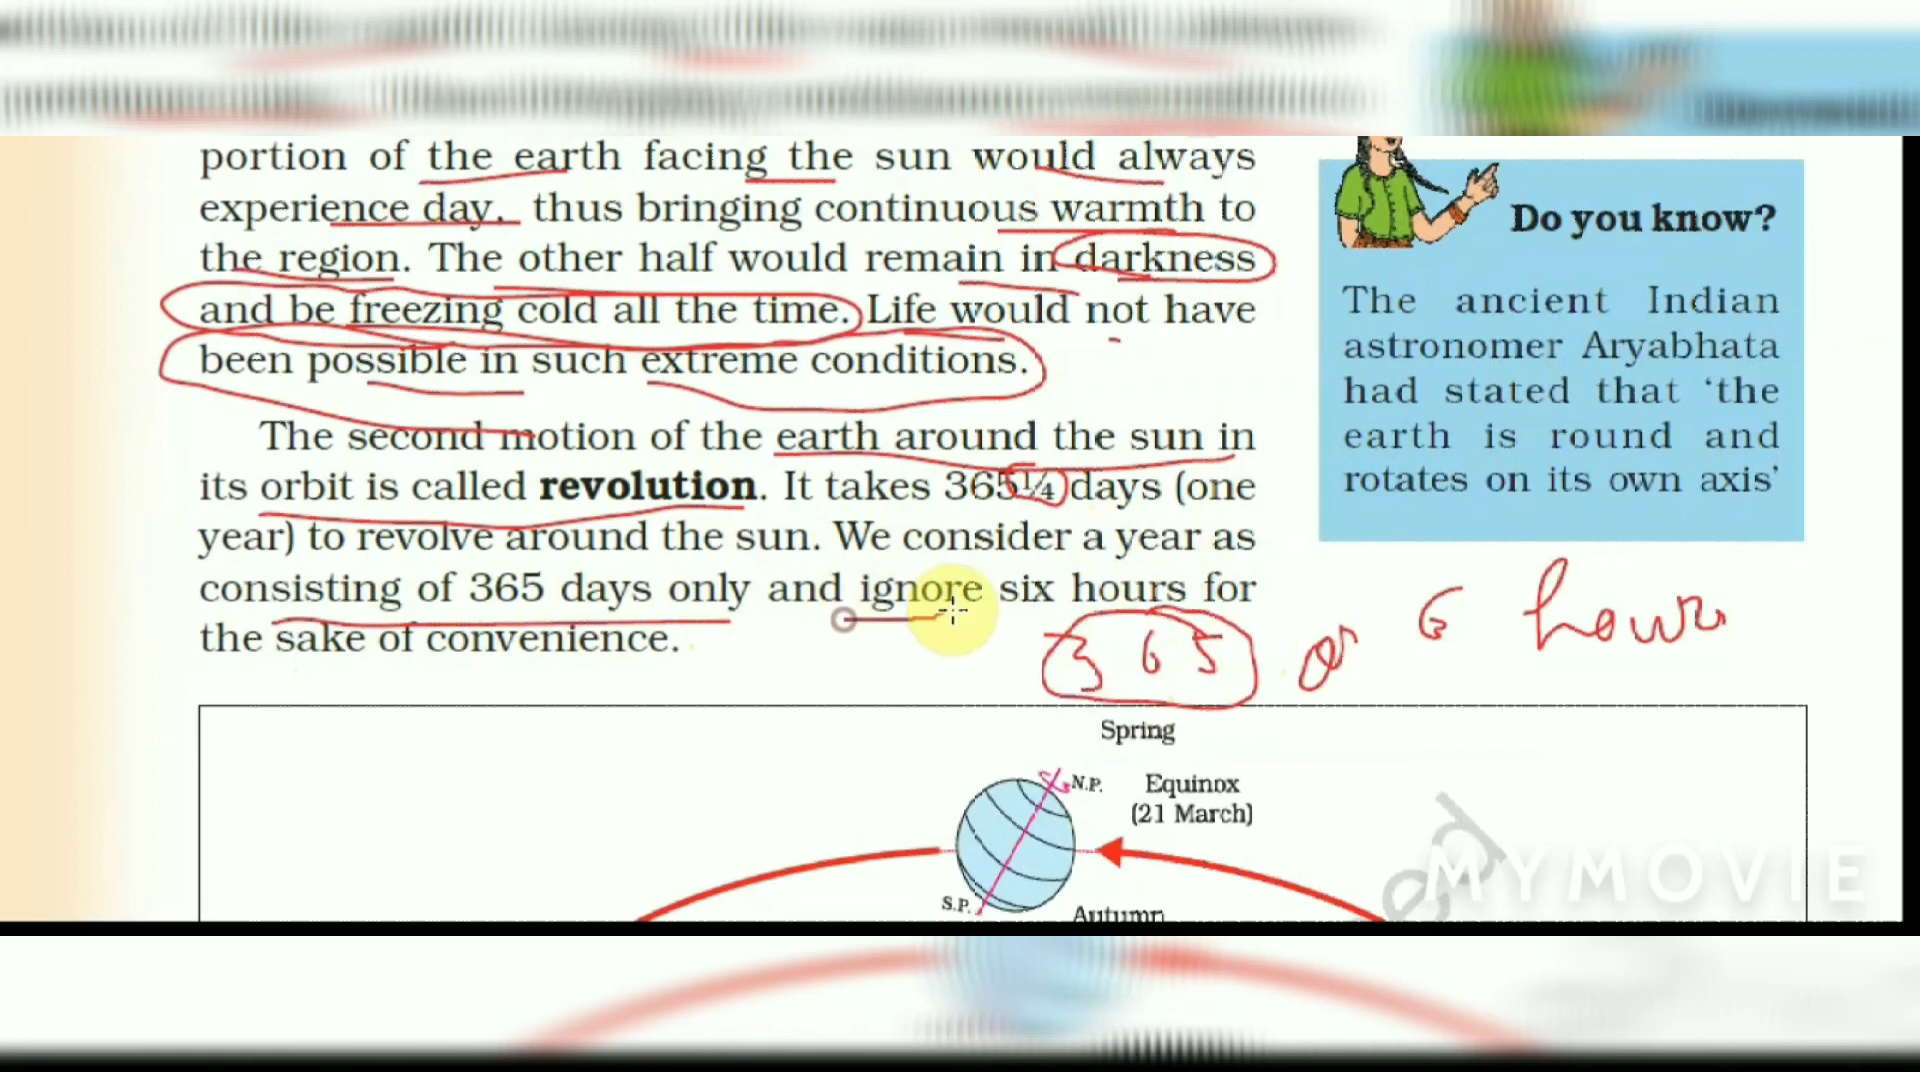 portion of the earth facing the sun would always
experience day, thus bringing continuous warmth to
the region. The other half would remain in darkness
and be freezing cold all the time. Life would not have
been possible in such extreme conditions.
The second motion of the earth around the sun in
its orbit is called revolution. It takes 365¼ days (one
year) to revolve around the sun. We consider a year as
consisting of 365 days only and ignore six hours for
the sake of convenience.
Do you know?
The ancient Indian
astronomer Aryabhata
had stated that ‘the
earth is round and
rotates on its own axis’
365 or 6 hours
Spring
N.P.
Equinox
(21 March)
S.P.
Autumn
ed
MYMOVIE